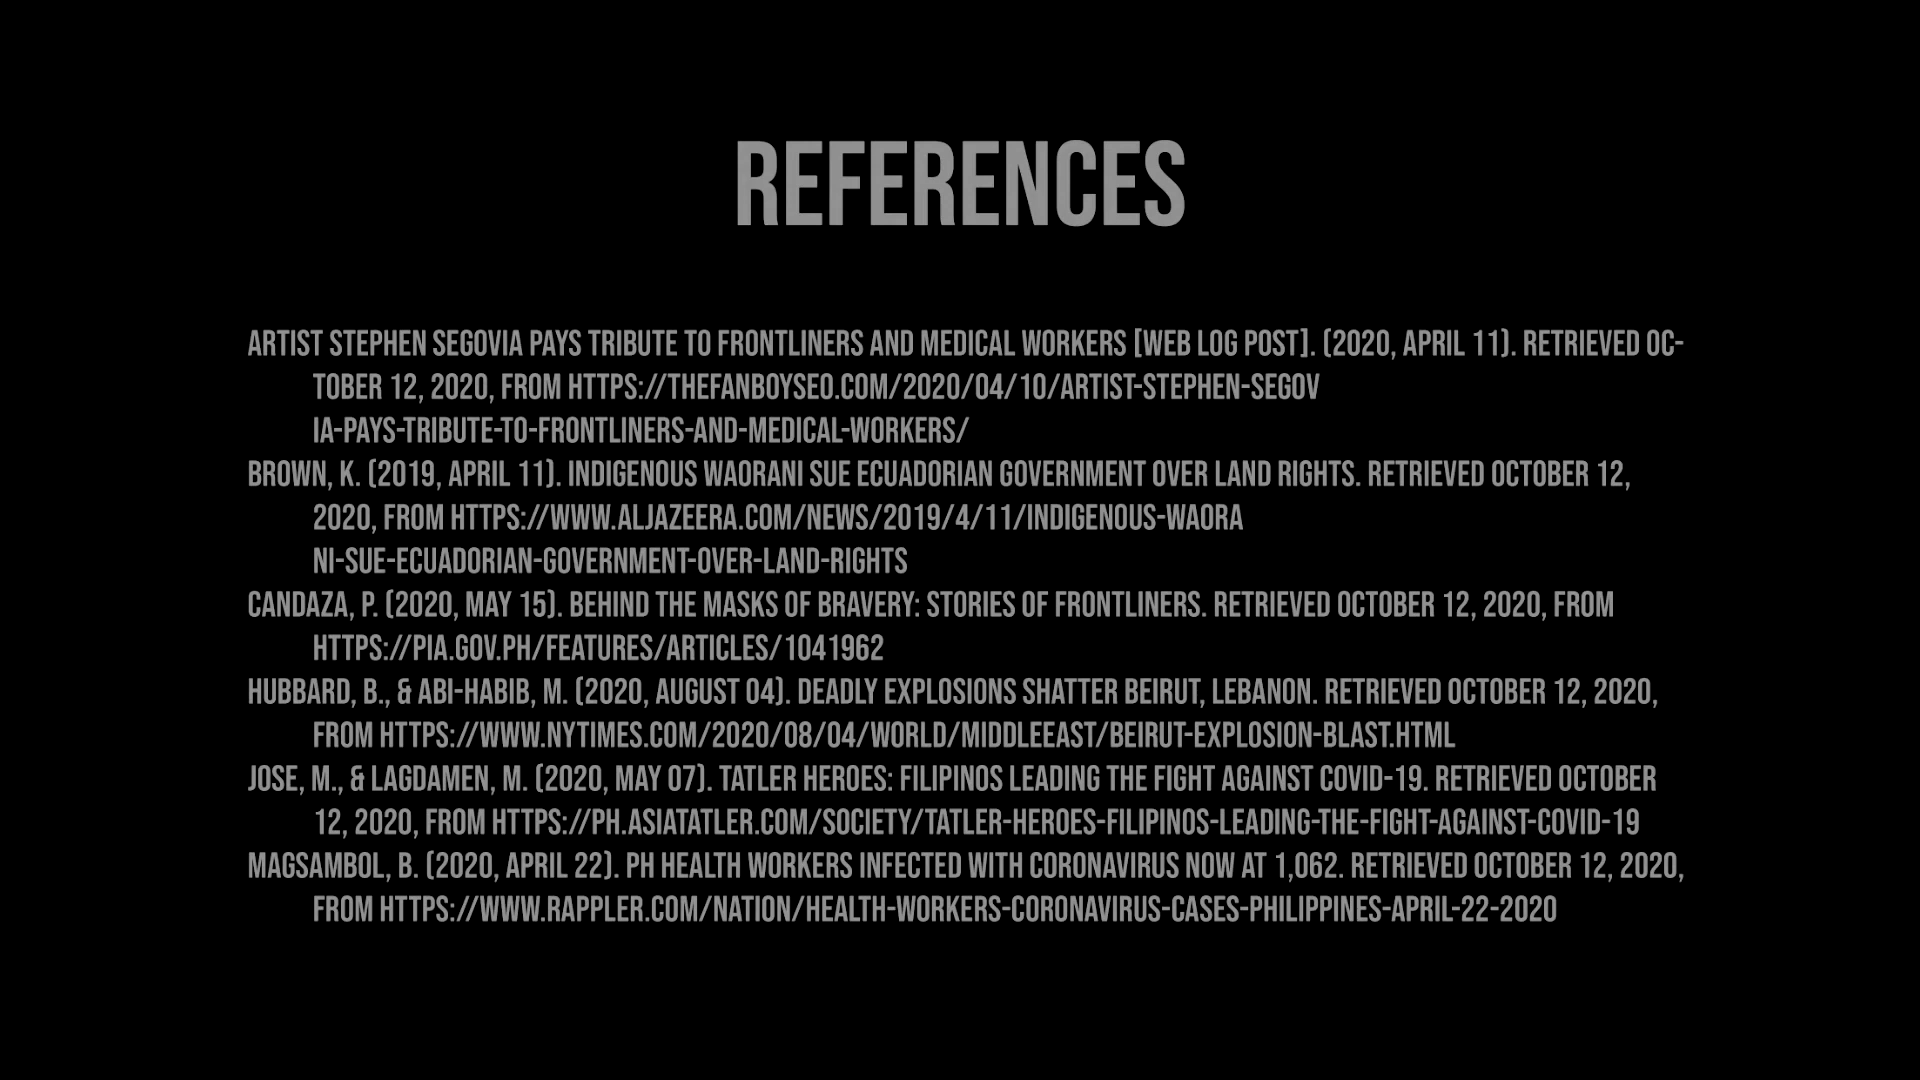 REFERENCES
ARTIST STEPHEN SEGOVIA PAYS TRIBUTE TO FRONTLINERS AND MEDICAL WORKERS [WEB LOG POST]. (2020, APRIL 11). RETRIEVED OC-
TOBER 12, 2020, FROM HTTPS://THEFANBOYSEO.COM/2020/04/10/ARTIST-STEPHEN-SEGOV
IA-PAYS-TRIBUTE-TO-FRONTLINERS-AND-MEDICAL-WORKERS/
BROWN, K. (2019, APRIL 11). INDIGENOUS WAORANI SUE ECUADORIAN GOVERNMENT OVER LAND RIGHTS. RETRIEVED OCTOBER 12,
2020, FROM HTTPS://WWW.ALJAZEERA.COM/NEWS/2019/4/11/INDIGENOUS-WAORA
NI-SUE-ECUADORIAN-GOVERNMENT-OVER-LAND-RIGHTS
CANDAZA, P. (2020, MAY 15). BEHIND THE MASKS OF BRAVERY: STORIES OF FRONTLINERS. RETRIEVED OCTOBER 12, 2020, FROM
HTTPS://PIA.GOV.PH/FEATURES/ARTICLES/1041962
HUBBARD, B., & ABI-HABIB, M. (2020, AUGUST 04). DEADLY EXPLOSIONS SHATTER BEIRUT, LEBANON. RETRIEVED OCTOBER 12, 2020,
FROM HTTPS://WWW.NYTIMES.COM/2020/08/04/WORLD/MIDDLEEAST/BEIRUT-EXPLOSION-BLAST.HTML
JOSE, M., & LAGDAMEN, M. (2020, MAY 07). TATLER HEROES: FILIPINOS LEADING THE FIGHT AGAINST COVID-19. RETRIEVED OCTOBER
12, 2020, FROM HTTPS://PH.ASIATATLER.COM/SOCIETY/TATLER-HEROES-FILIPINOS-LEADING-THE-FIGHT-AGAINST-COVID-19
MAGSAMBOL, B. (2020, APRIL 22). PH HEALTH WORKERS INFECTED WITH CORONAVIRUS NOW AT 1,062. RETRIEVED OCTOBER 12, 2020,
FROM HTTPS://WWW.RAPPLER.COM/NATION/HEALTH-WORKERS-CORONAVIRUS-CASES-PHILIPPINES-APRIL-22-2020